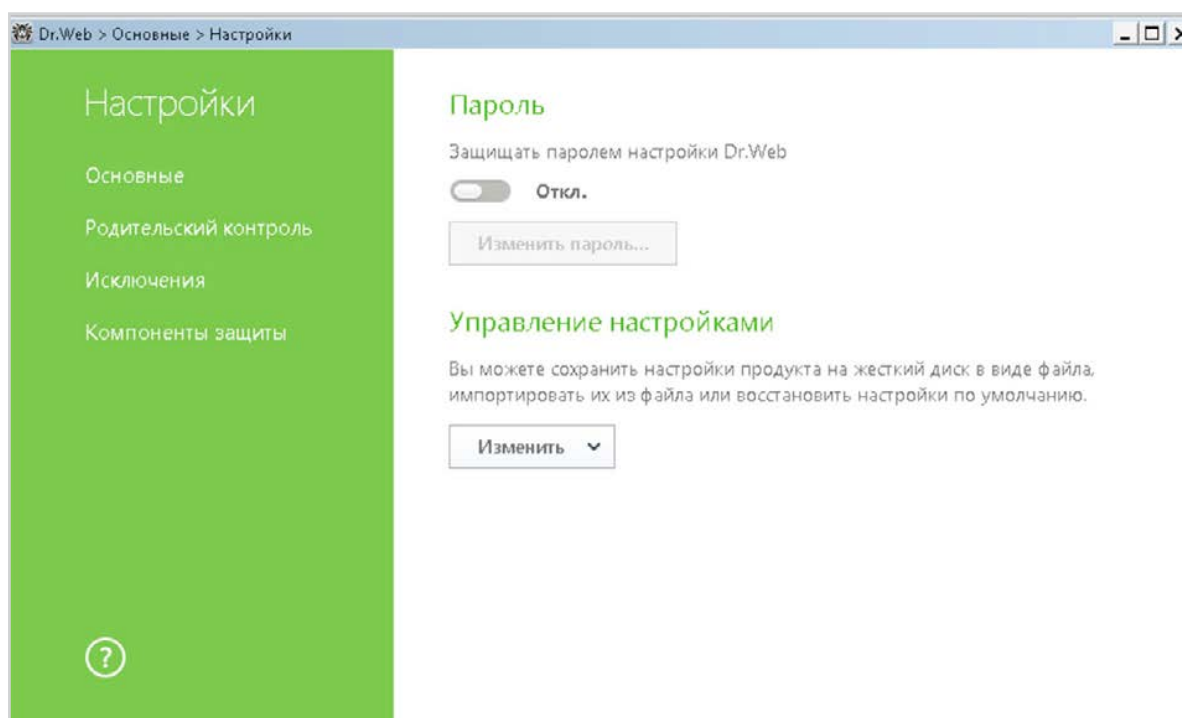 Dr.Web > Основные > Настройки
Настройки
Основные
Родительский контроль
Исключения
Компоненты защиты
?
Пароль
Защищать паролем настройки Dr.Web
Откл.
Изменить пароль...
Управление настройками
Вы можете сохранить настройки продукта на жесткий диск в виде файла,
импортировать их из файла или восстановить настройки по умолчанию.
Изменить